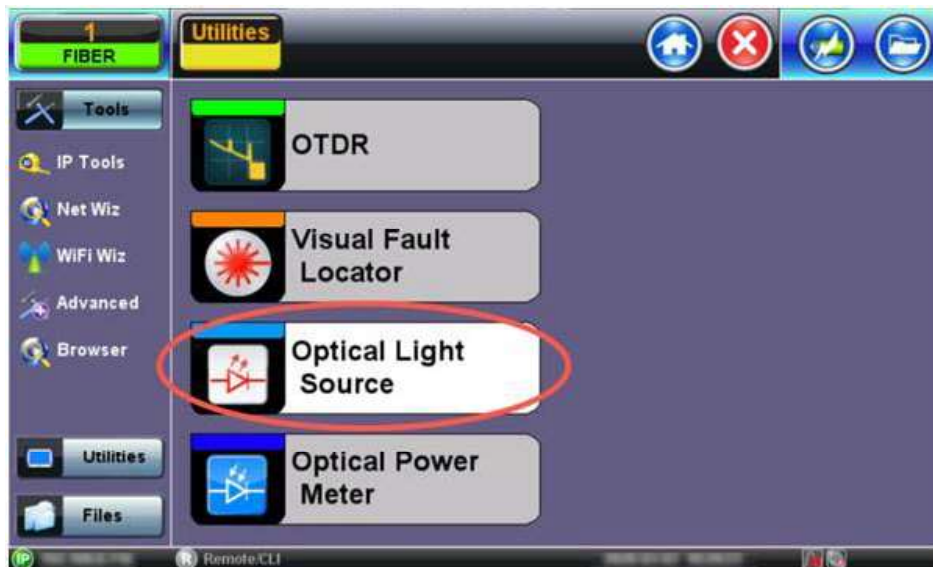 1
FIBER
Utilities
Tools
IP Tools
Net Wiz
WiFi Wiz
Advanced
Browser
Utilities
Files
OTDR
Visual Fault
Locator
Optical Light
Source
Optical Power
Meter
IP
R Remote/CLI